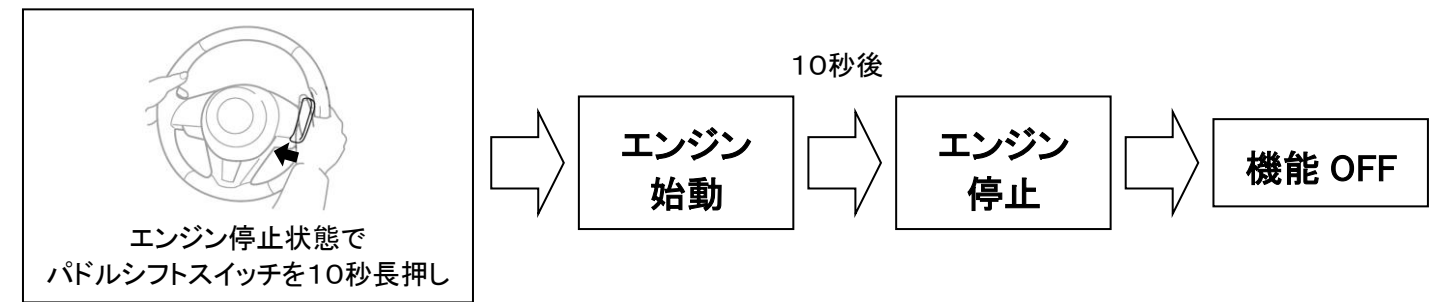 エンジン停止状態で
パドルシフトスイッチを10秒長押し
エンジン
始動
10秒後
エンジン
停止
機能 OFF